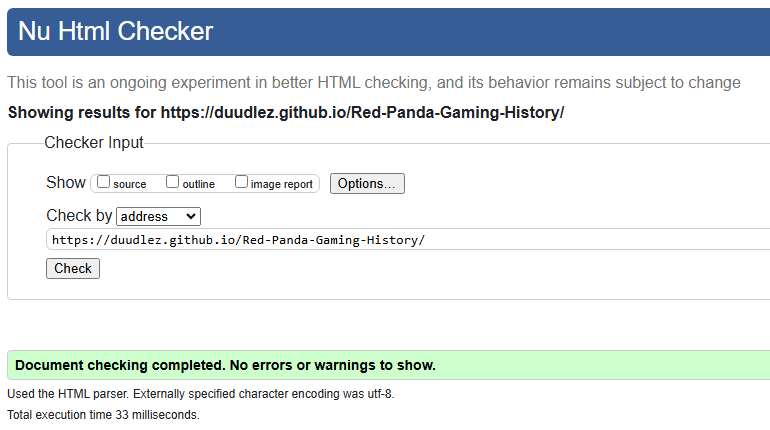 Nu Html Checker
This tool is an ongoing experiment in better HTML checking, and its behavior remains subject to change
Showing results for https://duudlez.github.io/Red-Panda-Gaming-History/
Checker Input
Show source outline image report Options...
Check by address
https://duudlez.github.io/Red-Panda-Gaming-History/
Check
Document checking completed. No errors or warnings to show.
Used the HTML parser. Externally specified character encoding was utf-8.
Total execution time 33 milliseconds.